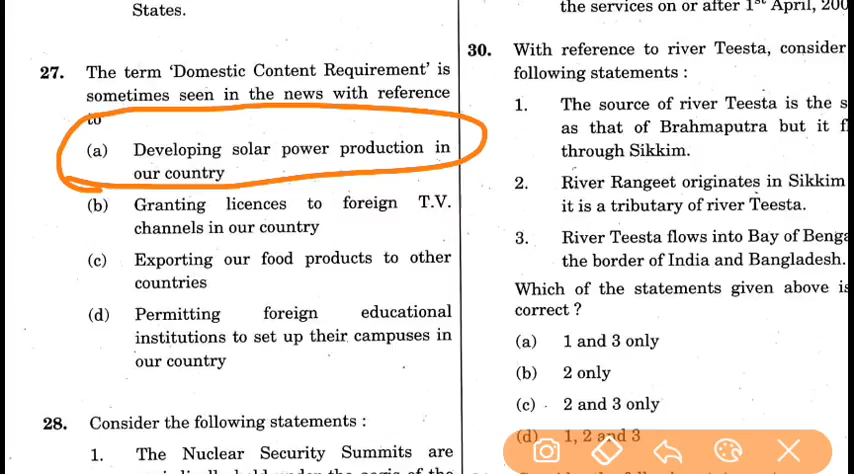 States.
27. The term ‘Domestic Content Requirement’ is
sometimes seen in the news with reference
to
(a) Developing solar power production in
our country
(b) Granting licences to foreign T.V.
channels in our country
(c) Exporting our food products to other
countries
(d) Permitting foreign educational
institutions to set up their campuses in
our country
28. Consider the following statements :
1. The Nuclear Security Summits are
the services on or after 1st April,
30. With reference to river Teesta, consider
following statements :
1. The source of river Teesta is the
as that of Brahmaputra but it
through Sikkim.
2. River Rangeet originates in Sikkim
it is a tributary of river Teesta.
3. River Teesta flows into Bay of
the border of India and Bangladesh.
Which of the statements given above
correct ?
(a) 1 and 3 only
(b) 2 only
(c) 2 and 3 only
(d) 1, 2 and 3